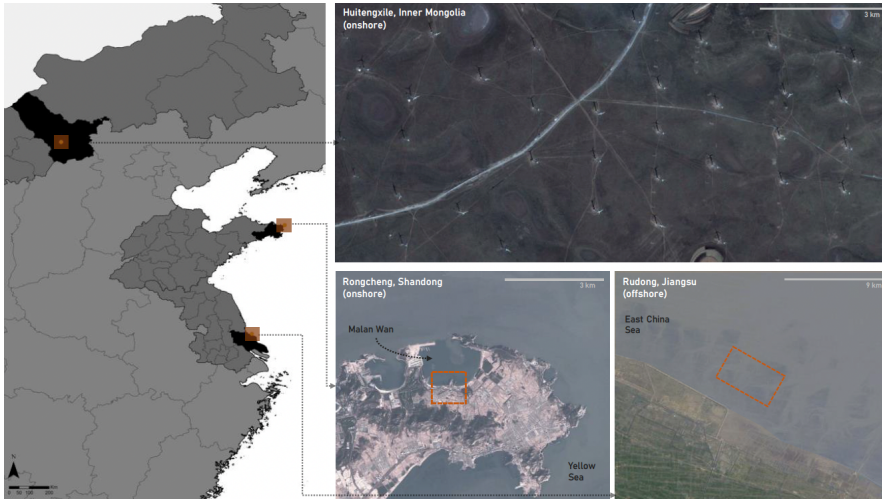 Huitengxile, Inner Mongolia
(onshore)
3 km
Rongcheng, Shandong
(onshore)
3 km
Malan Wan
Yellow
Sea
Rudong, Jiangsu
(offshore)
9 km
East China
Sea
N